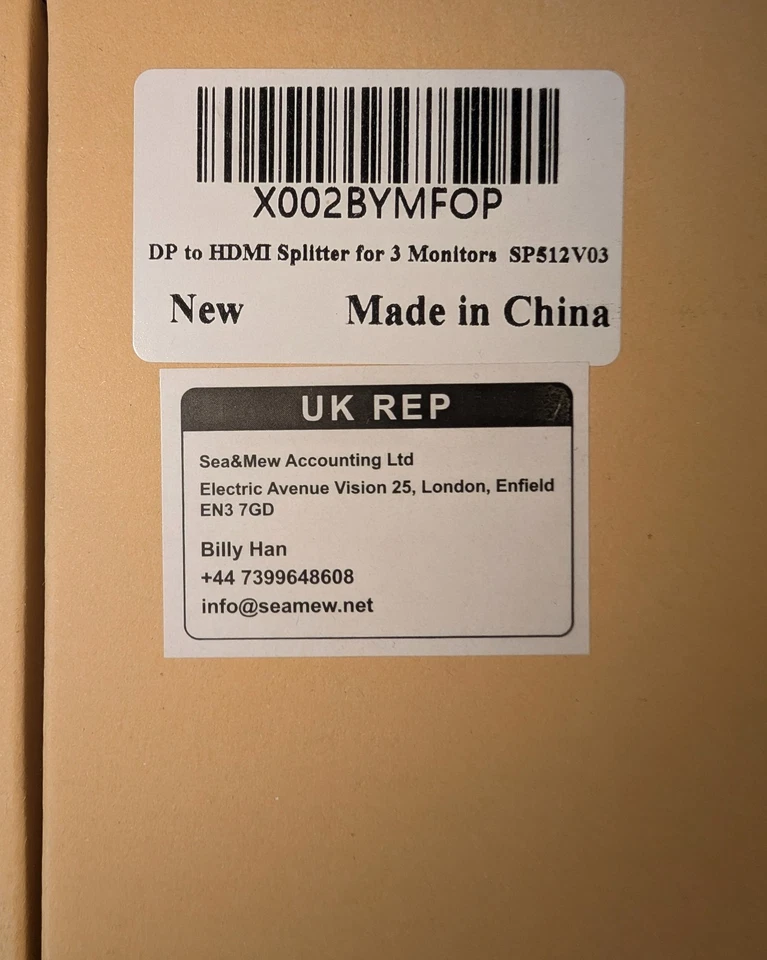 X002BYMFOP
DP to HDMI Splitter for 3 Monitors SP512V03
New Made in China
UK REP
Sea&Mew Accounting Ltd
Electric Avenue Vision 25, London, Enfield
EN3 7GD
Billy Han
+44 7399648608
info@seamew.net